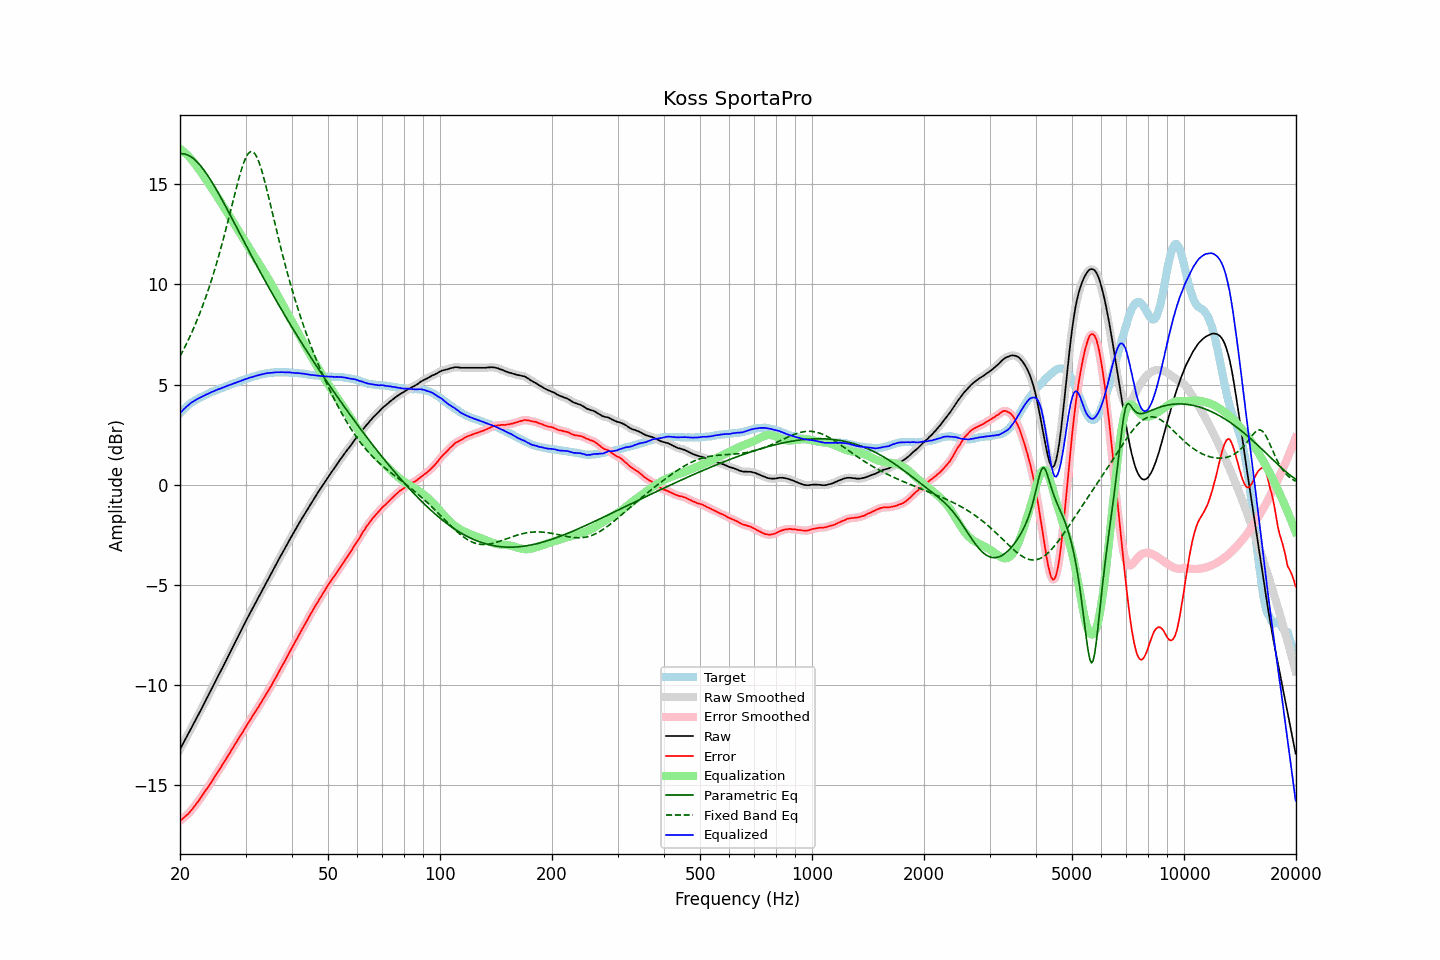 Koss SportaPro
Amplitude (dBr)
15
10
5
0
−5
−10
−15
20
50
100
200
500
1000
2000
5000
10000
20000
Frequency (Hz)
Target
Raw Smoothed
Error Smoothed
Raw
Error
Equalization
Parametric Eq
Fixed Band Eq
Equalized